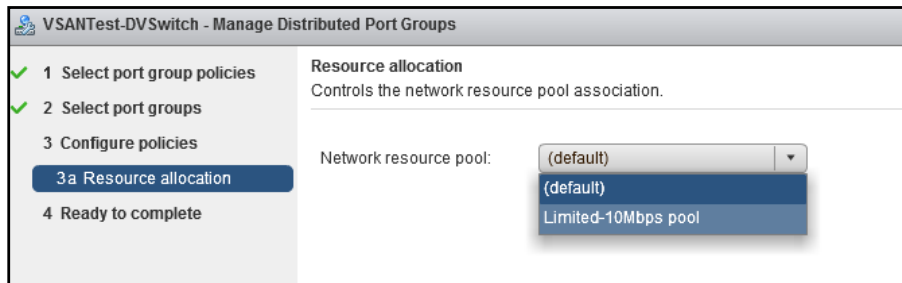 VSANTest-DVSwitch - Manage Distributed Port Groups
1 Select port group policies
2 Select port groups
3 Configure policies
3a Resource allocation
4 Ready to complete
Resource allocation
Controls the network resource pool association.
Network resource pool:
(default)
(default)
Limited-10Mbps pool